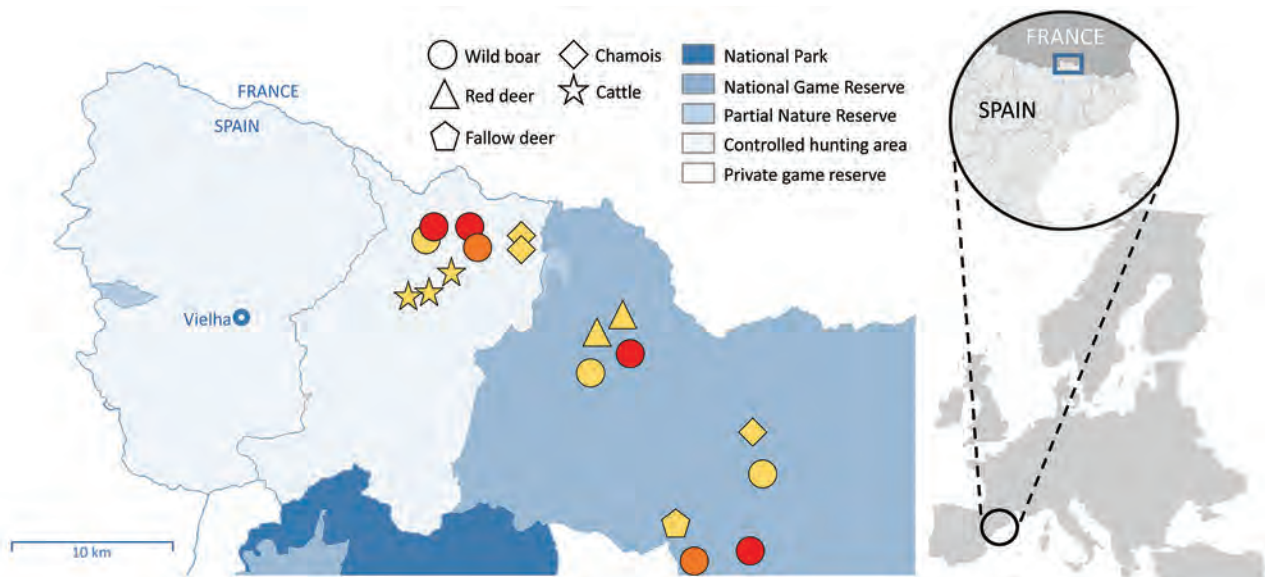 Wild boar
Red deer
Fallow deer
Chamois
Cattle
National Park
National Game Reserve
Partial Nature Reserve
Controlled hunting area
Private game reserve
FRANCE
SPAIN
Vielha
10 km
FRANCE
SPAIN